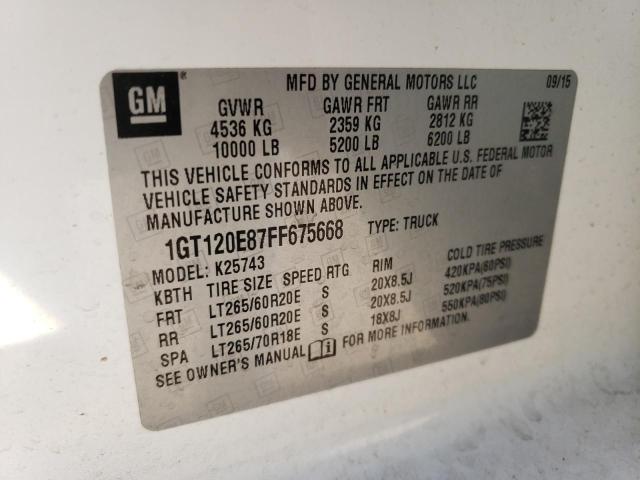 GM ®
MFD BY GENERAL MOTORS LLC 09/15
GVWR GAWR FRT GAWR RR
4536 KG 2359 KG 2812 KG
10000 LB 5200 LB 6200 LB
THIS VEHICLE CONFORMS TO ALL APPLICABLE U.S. FEDERAL MOTOR
VEHICLE SAFETY STANDARDS IN EFFECT ON THE DATE OF
MANUFACTURE SHOWN ABOVE.
1GT120E87FF675668 TYPE: TRUCK
MODEL: K25743
KBTH TIRE SIZE SPEED RTG RIM COLD TIRE PRESSURE
FRT LT265/60R20E S 20X8.5J 420KPA(60PSI)
RR LT265/60R20E S 20X8.5J 520KPA(75PSI)
SPA LT265/70R18E S 18X8J 550KPA(80PSI)
SEE OWNER'S MANUAL FOR MORE INFORMATION.